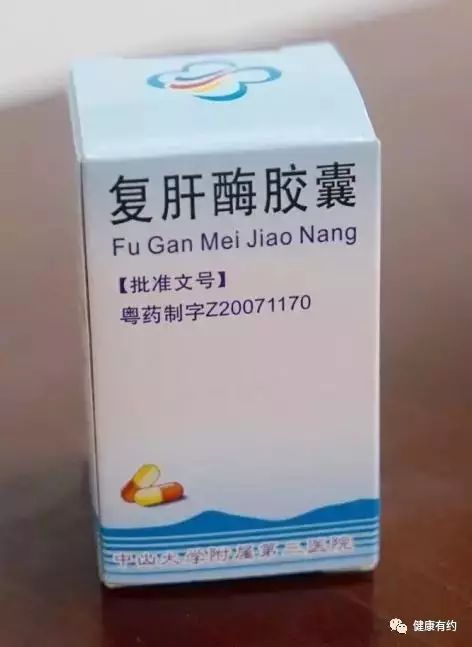 复肝酶胶囊
Fu Gan Mei Jiao Nang
【批准文号】
粤药制字Z20071170
中山大学附属第三医院
健康有约